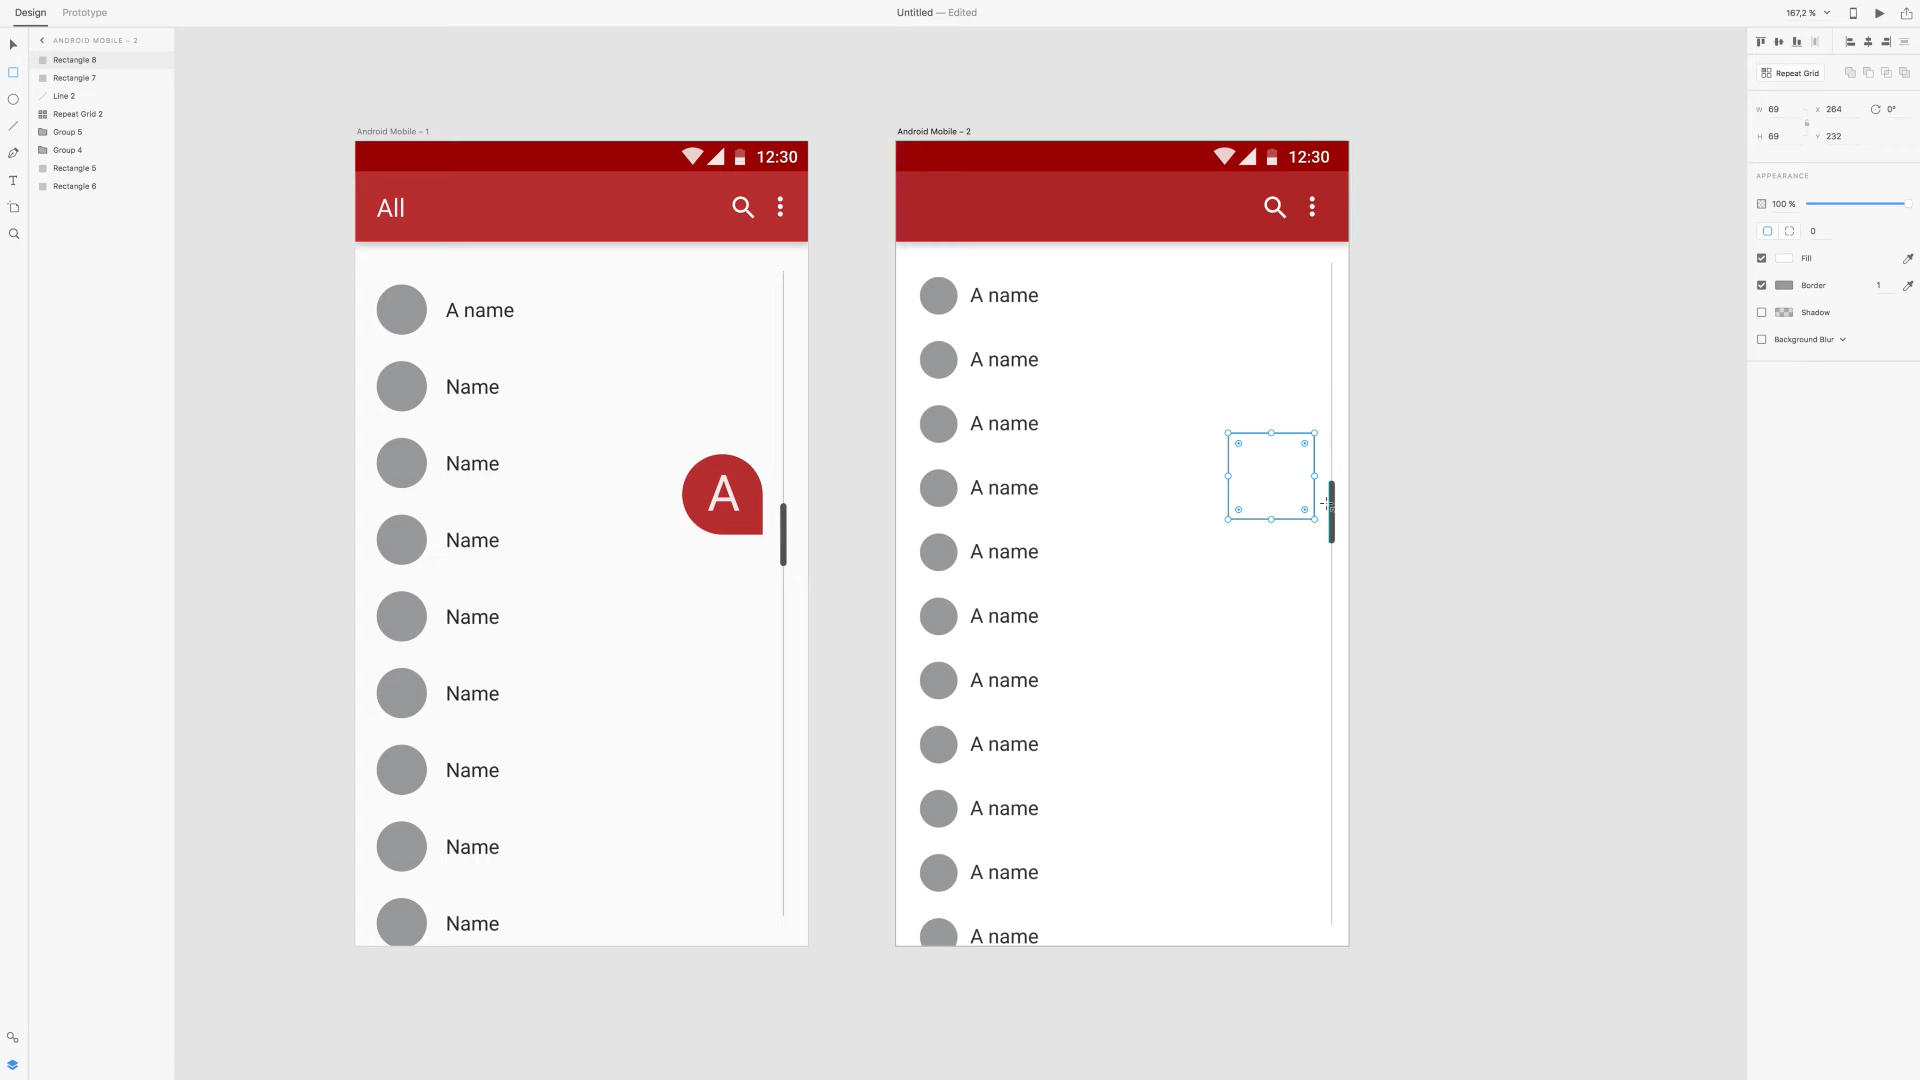 Design
Prototype
Untitled — Edited
167,2 %
ANDROID MOBILE – 2
Rectangle 8
Rectangle 7
Line 2
Repeat Grid 2
Group 5
Group 4
Rectangle 5
Rectangle 6
Android Mobile – 1
12:30
All
A name
Name
Name
Name
Name
Name
Name
Name
Name
A
Android Mobile – 2
12:30
A name
A name
A name
A name
A name
A name
A name
A name
A name
A name
A name
Repeat Grid
W 69
X 264
0°
H 69
Y 232
APPEARANCE
100 %
0
Fill
Border
1
Shadow
Background Blur